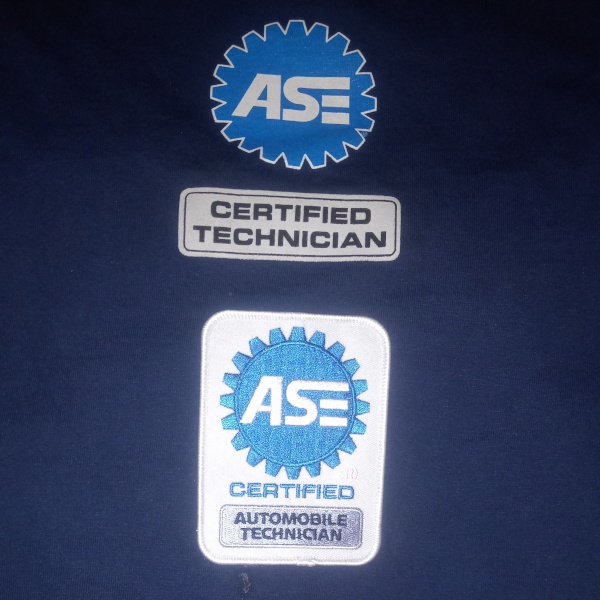 ASE
CERTIFIED
TECHNICIAN
ASE
CERTIFIED
AUTOMOBILE
TECHNICIAN